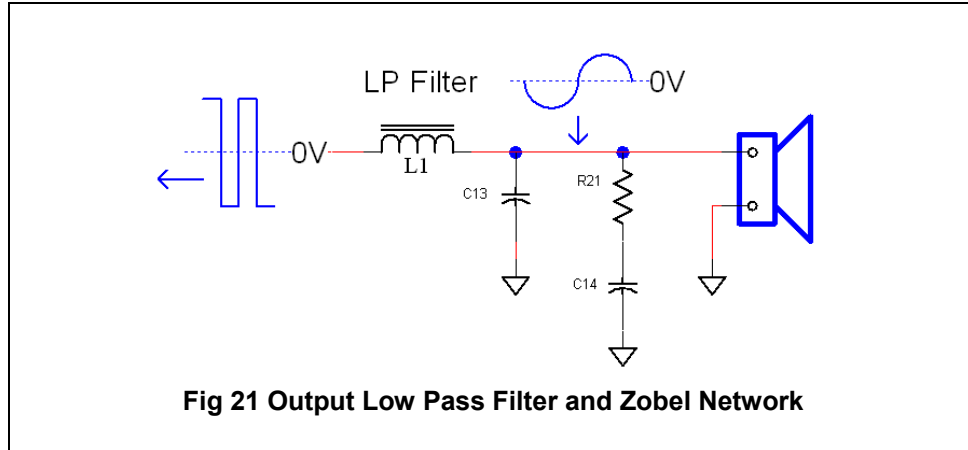 LP Filter
0V
0V
L1
C13
R21
C14
Fig 21 Output Low Pass Filter and Zobel Network